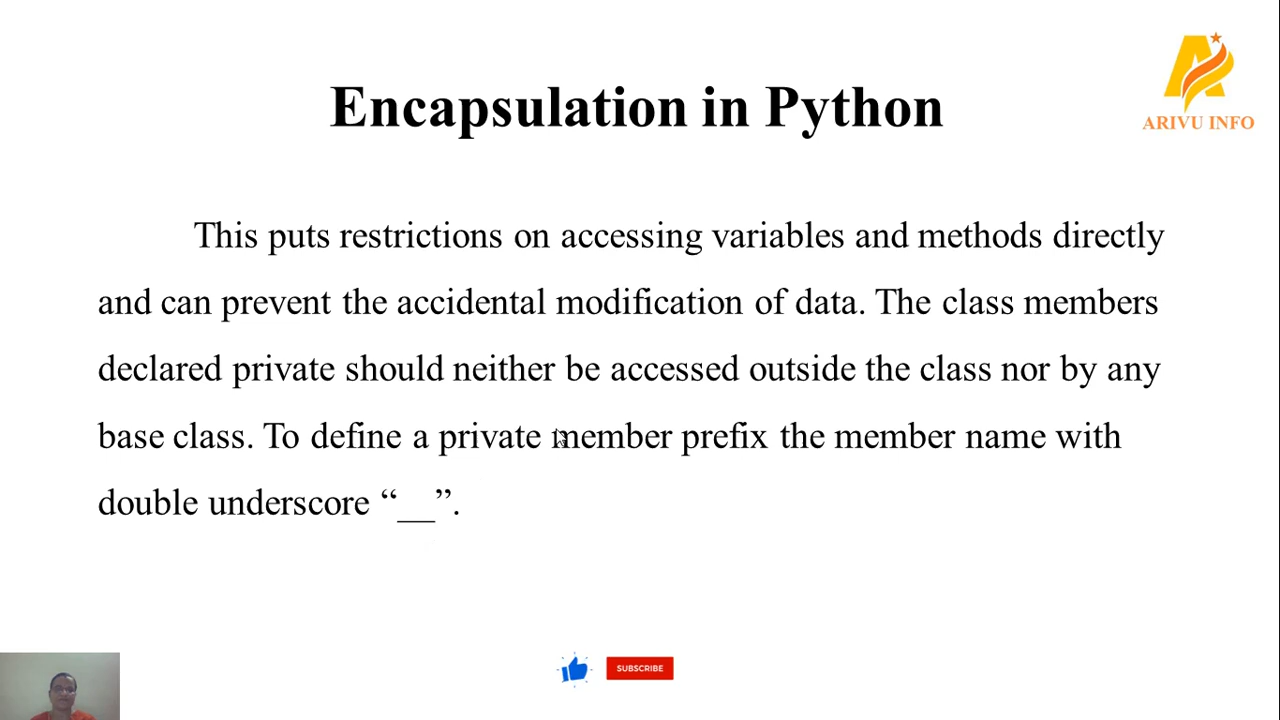 Encapsulation in Python
ARIVU INFO
This puts restrictions on accessing variables and methods directly
and can prevent the accidental modification of data. The class members
declared private should neither be accessed outside the class nor by any
base class. To define a private member prefix the member name with
double underscore “__”.
SUBSCRIBE